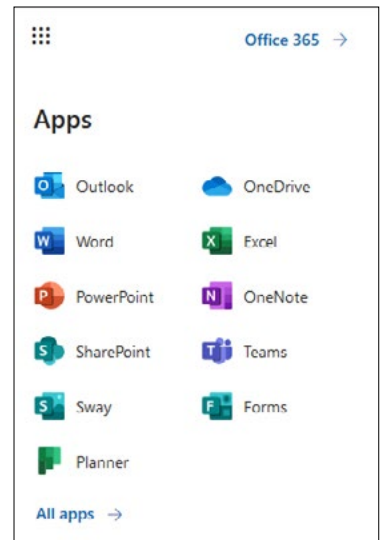 Office 365 →
Apps
Outlook OneDrive
Word Excel
PowerPoint OneNote
SharePoint Teams
Sway Forms
Planner
All apps →